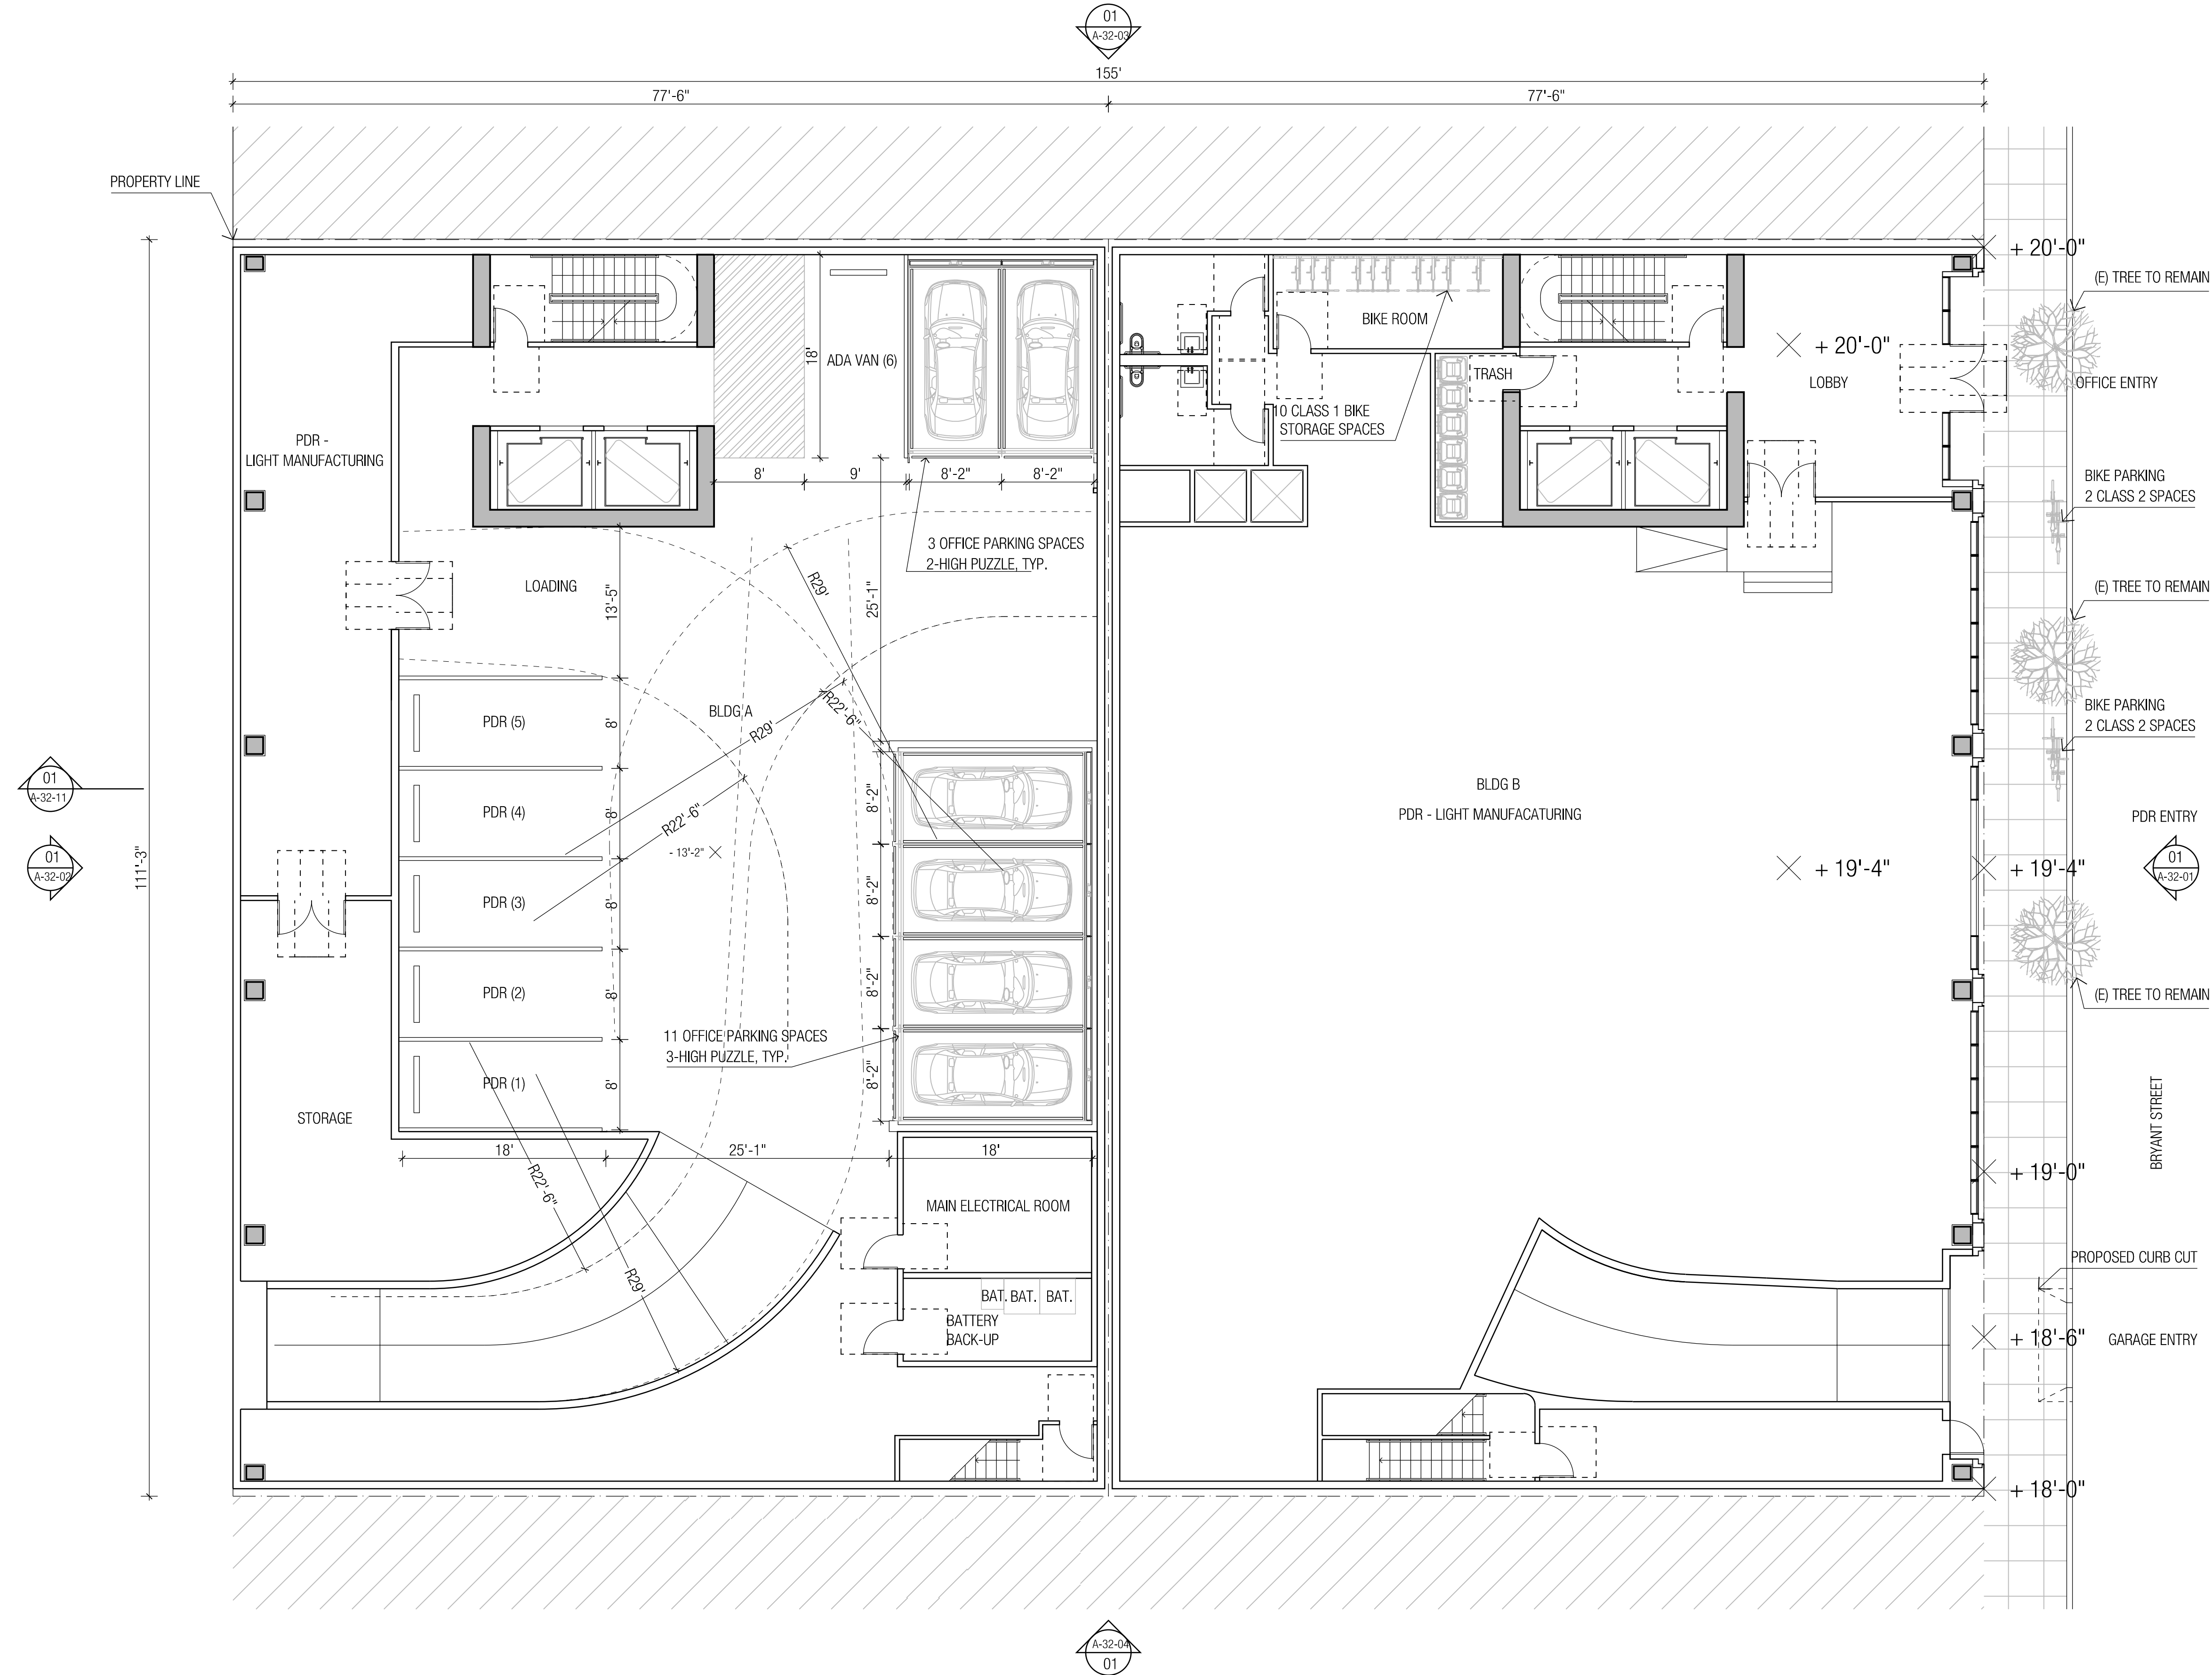 01
A-32-03
155'
77'-6"
77'-6"
PROPERTY LINE
+ 20'-0"
(E) TREE TO REMAIN
BIKE ROOM
18'
ADA VAN (6)
+ 20'-0"
TRASH
LOBBY
OFFICE ENTRY
10 CLASS 1 BIKE
STORAGE SPACES
PDR -
LIGHT MANUFACTURING
8'
9'
8'-2"
8'-2"
BIKE PARKING
2 CLASS 2 SPACES
3 OFFICE PARKING SPACES
2-HIGH PUZZLE, TYP.
LOADING
13'-5"
R29'
25'-1"
(E) TREE TO REMAIN
PDR (5)
8'
BLDG A
R29'
R22'-6"
BIKE PARKING
2 CLASS 2 SPACES
01
A-32-11
PDR (4)
8'
R22'-6"
8'-2"
BLDG B
PDR - LIGHT MANUFACATURING
PDR ENTRY
01
A-32-02
111'-3"
- 13'-2"
+ 19'-4"
+ 19'-4"
01
A-32-01
PDR (3)
8'
8'-2"
PDR (2)
8'
8'-2"
(E) TREE TO REMAIN
11 OFFICE PARKING SPACES
3-HIGH PUZZLE, TYP.
PDR (1)
8'
8'-2"
STORAGE
BRYANT STREET
18'
25'-1"
18'
R22'-6"
+ 19'-0"
MAIN ELECTRICAL ROOM
R29'
PROPOSED CURB CUT
BAT.
BAT.
BAT.
BATTERY
BACK-UP
+ 18'-6"
GARAGE ENTRY
+ 18'-0"
A-32-04
01